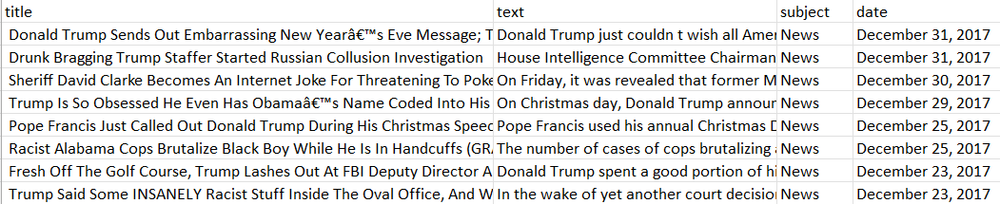 title text subject date
Donald Trump Sends Out Embarrassing New Yearâ€™s Eve Message; T Donald Trump just couldn t wish all Amer News December 31, 2017
Drunk Bragging Trump Staffer Started Russian Collusion Investigation House Intelligence Committee Chairman News December 31, 2017
Sheriff David Clarke Becomes An Internet Joke For Threatening To Poke On Friday, it was revealed that former M News December 30, 2017
Trump Is So Obsessed He Even Has Obamaâ€™s Name Coded Into His On Christmas day, Donald Trump announ News December 29, 2017
Pope Francis Just Called Out Donald Trump During His Christmas Speec Pope Francis used his annual Christmas D News December 25, 2017
Racist Alabama Cops Brutalize Black Boy While He Is In Handcuffs (GRA The number of cases of cops brutalizing a News December 25, 2017
Fresh Off The Golf Course, Trump Lashes Out At FBI Deputy Director A Donald Trump spent a good portion of hi News December 23, 2017
Trump Said Some INSANELY Racist Stuff Inside The Oval Office, And W In the wake of yet another court decisio News December 23, 2017